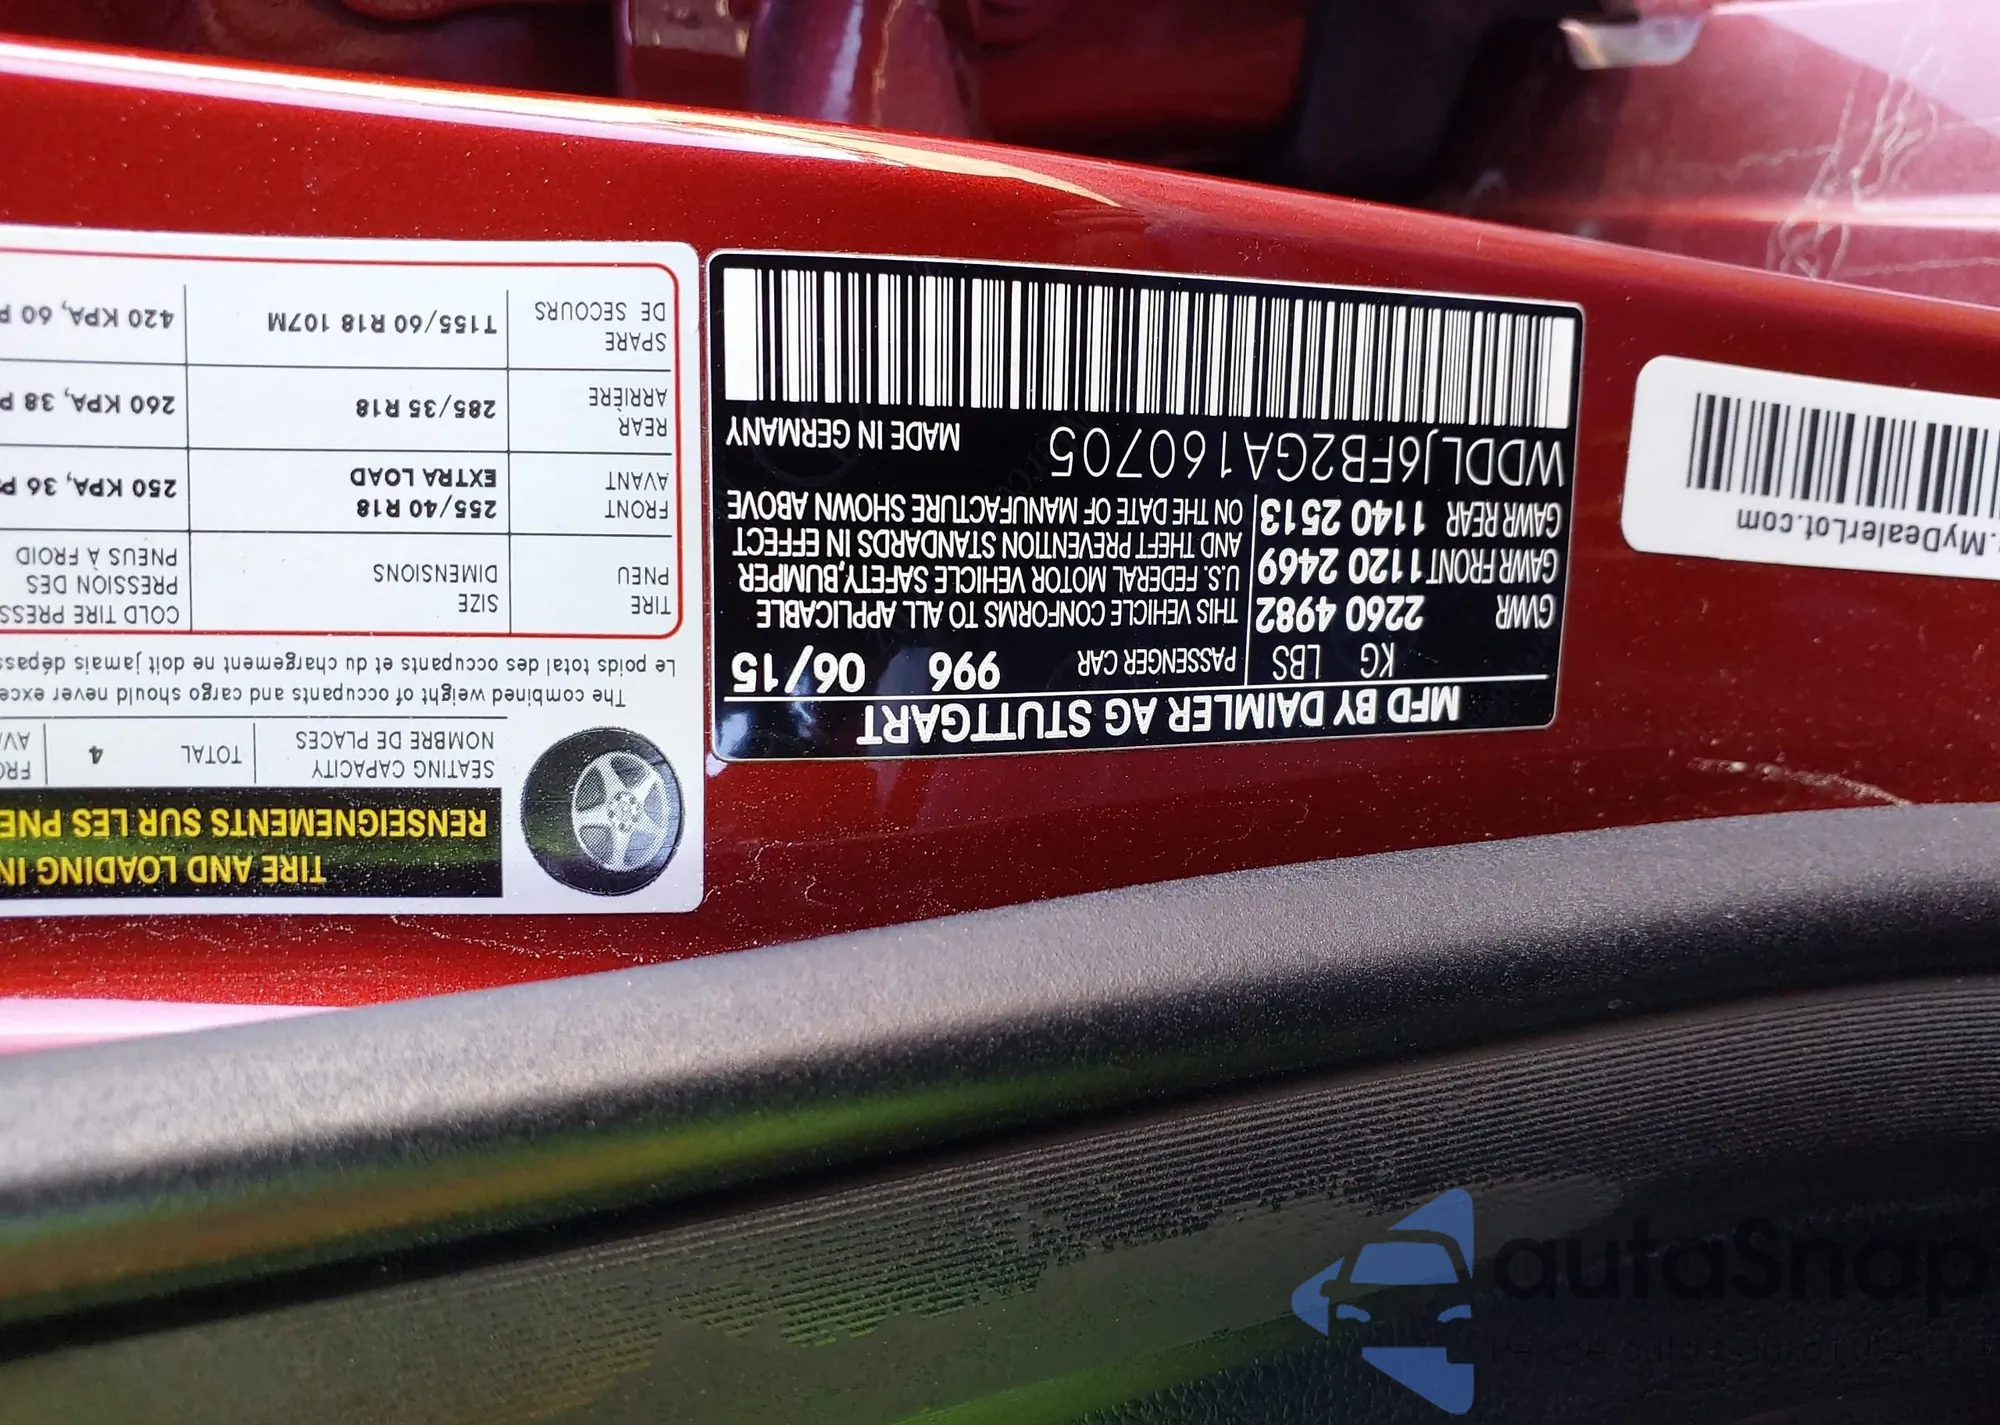 MFD BY DAIMLER AG STUTTGART
KG LBS
GVWR 2260 4982
GAWR FRONT 1120 2469
GAWR REAR 1140 2513
PASSENGER CAR 996 06/15
THIS VEHICLE CONFORMS TO ALL APPLICABLE
U.S. FEDERAL MOTOR VEHICLE SAFETY,BUMPER
AND THEFT PREVENTION STANDARDS IN EFFECT
ON THE DATE OF MANUFACTURE SHOWN ABOVE
WDDLJ6FB2GA160705 MADE IN GERMANY
TIRE AND LOADING
RENSEIGNEMENTS SUR LES
SEATING CAPACITY
NOMBRE DE PLACES
TOTAL 4
The combined weight of occupants and cargo should never
Le poids total des occupants et du chargement ne doit jamais
TIRE
PNEU
SIZE
DIMENSIONS
COLD TIRE
PRESSION DES
PNEUS À FROID
FRONT
AVANT
255/40 R18
EXTRA LOAD
250 KPA, 36
REAR
ARRIÈRE
285/35 R18
260 KPA, 38
SPARE
DE SECOURS
T155/60 R18 107M
420 KPA, 60
.MyDealerLot.com
autaSnap